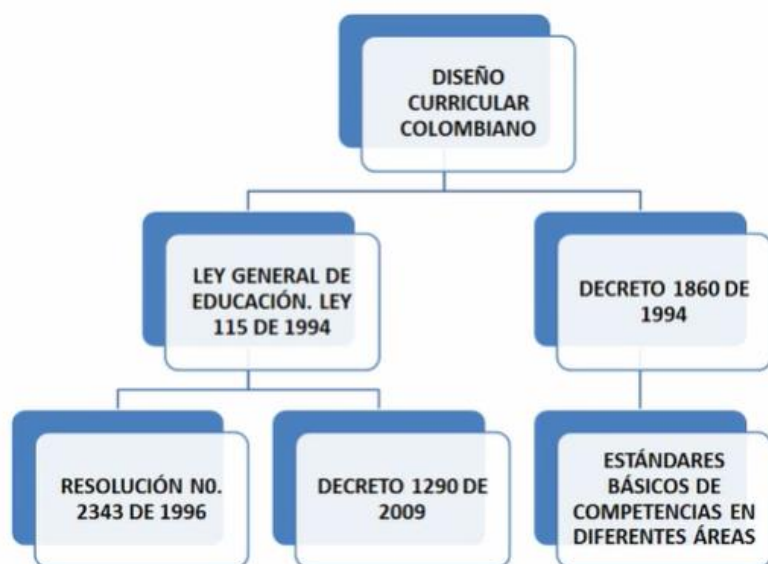 DISEÑO
CURRICULAR
COLOMBIANO
LEY GENERAL DE
EDUCACIÓN. LEY
115 DE 1994
DECRETO 1860 DE
1994
RESOLUCIÓN N0.
2343 DE 1996
DECRETO 1290 DE
2009
ESTÁNDARES
BÁSICOS DE
COMPETENCIAS EN
DIFERENTES ÁREAS